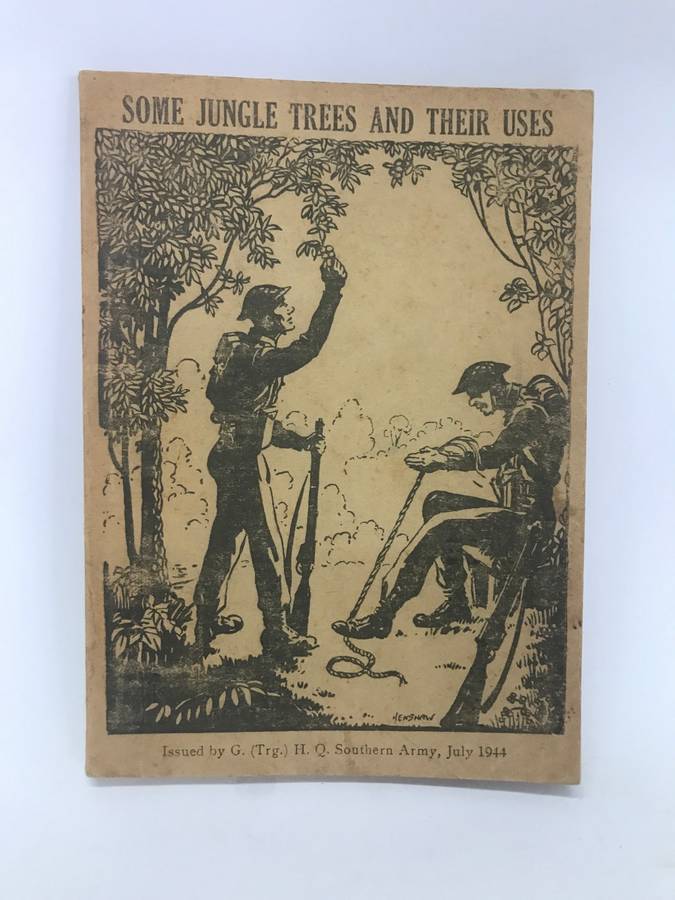 SOME JUNGLE TREES AND THEIR USES
HENSHAW
Issued by G. (Trg.) H. Q. Southern Army, July 1944